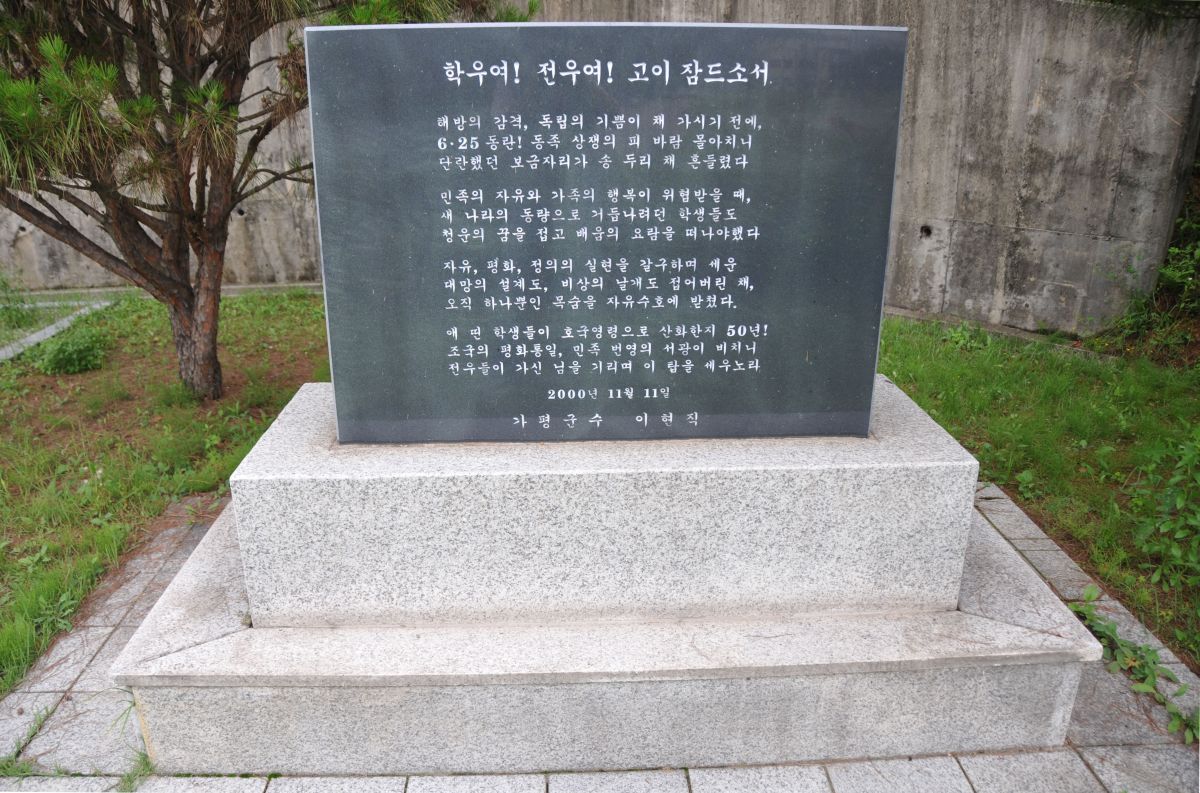 학우여! 전우여! 고이 잠드소서
해방의 감격, 독립의 기쁨이 채 가시기 전에,
6·25 동란! 동족 상쟁의 피 바람 몰아치니
단란했던 보금자리가 송 두리 채 흔들렸다
민족의 자유와 가족의 행복이 위협받을 때,
새 나라의 동량으로 거듭나려던 학생들도
청운의 꿈을 접고 배움의 요람을 떠나야했다
자유, 평화, 정의의 실현을 갈구하며 세운
대망의 설계도, 비상의 날개도 접어버린 채,
오직 하나뿐인 목숨을 자유수호에 받쳤다.
애 띤 학생들이 호국영령으로 산화한지 50년!
조국의 평화통일, 민족 번영의 서광이 비치니
전우들이 가신 님을 기리며 이 탑을 세우노라
2000년 11월 11일
가평군수 이현직